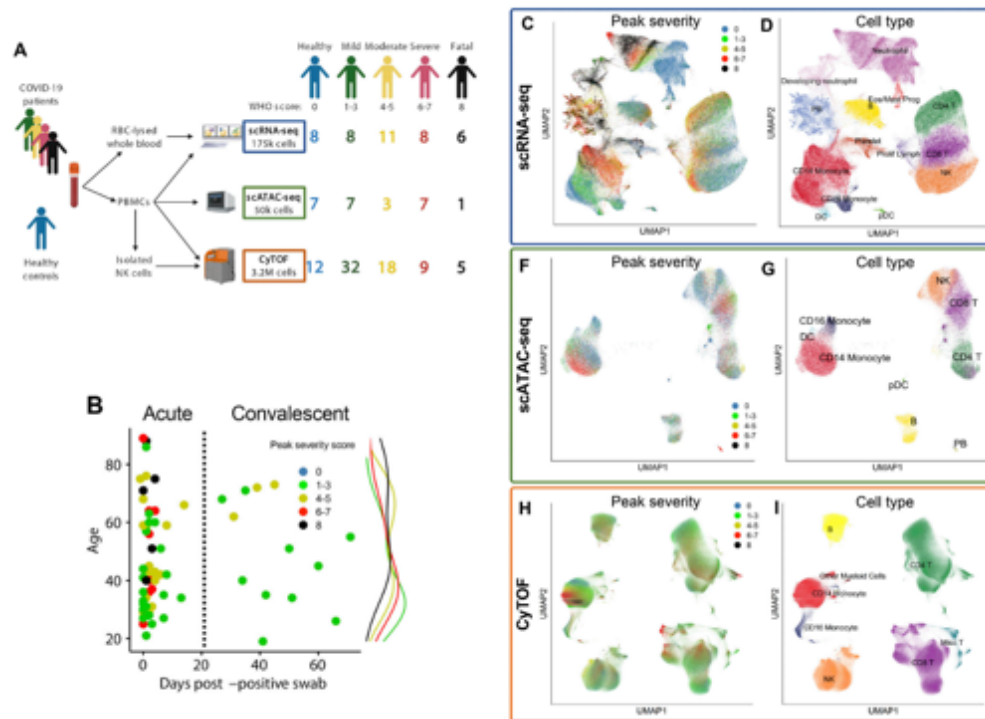 A
Healthy Mild Moderate Severe Fatal
COVID-19
patients
WHO score: 0 1-3 4-5 6-7 8
RBC-lysed
whole blood
scRNA-seq
175k cells
8 8 11 8 6
PBMCs
scATAC-seq
50k cells
7 7 3 7 1
Isolated
NK cells
CyTOF
3.2M cells
12 32 18 9 5
Healthy
controls
B
Acute Convalescent
Peak severity score
0
1-3
4-5
6-7
8
Age
80
60
40
20
0 20 40 60
Days post -positive swab
scRNA-seq
C Peak severity
0
1-3
4-5
6-7
8
UMAP2
UMAP1
D Cell type
Neutrophil
Developing neutrophil
Eos/Mast Prog
B
CD4 T
Platelet
Prolif Lymph
CD8 T
CD14 Monocyte
NK
CD16 Monocyte
DC
pDC
UMAP1
scATAC-seq
F Peak severity
0
1-3
4-5
6-7
8
UMAP2
UMAP1
G Cell type
NK
CD8 T
CD16 Monocyte
DC
CD14 Monocyte
CD4 T
pDC
B
PB
UMAP2
UMAP1
CyTOF
H Peak severity
0
1-3
4-5
6-7
8
UMAP2
UMAP1
I Cell type
B
CD4 T
Other Myeloid Cells
CD14 Monocyte
CD16 Monocyte
CD8 T
NK
UMAP1